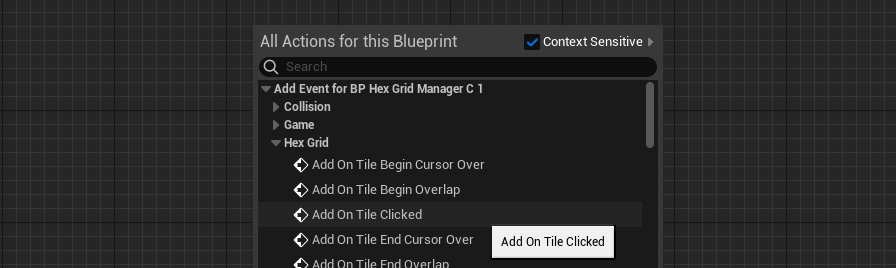 All Actions for this Blueprint
Context Sensitive
Search
Add Event for BP Hex Grid Manager C 1
Collision
Game
Hex Grid
Add On Tile Begin Cursor Over
Add On Tile Begin Overlap
Add On Tile Clicked
Add On Tile End Cursor Over
Add On Tile Clicked
Add On Tile End Overlap